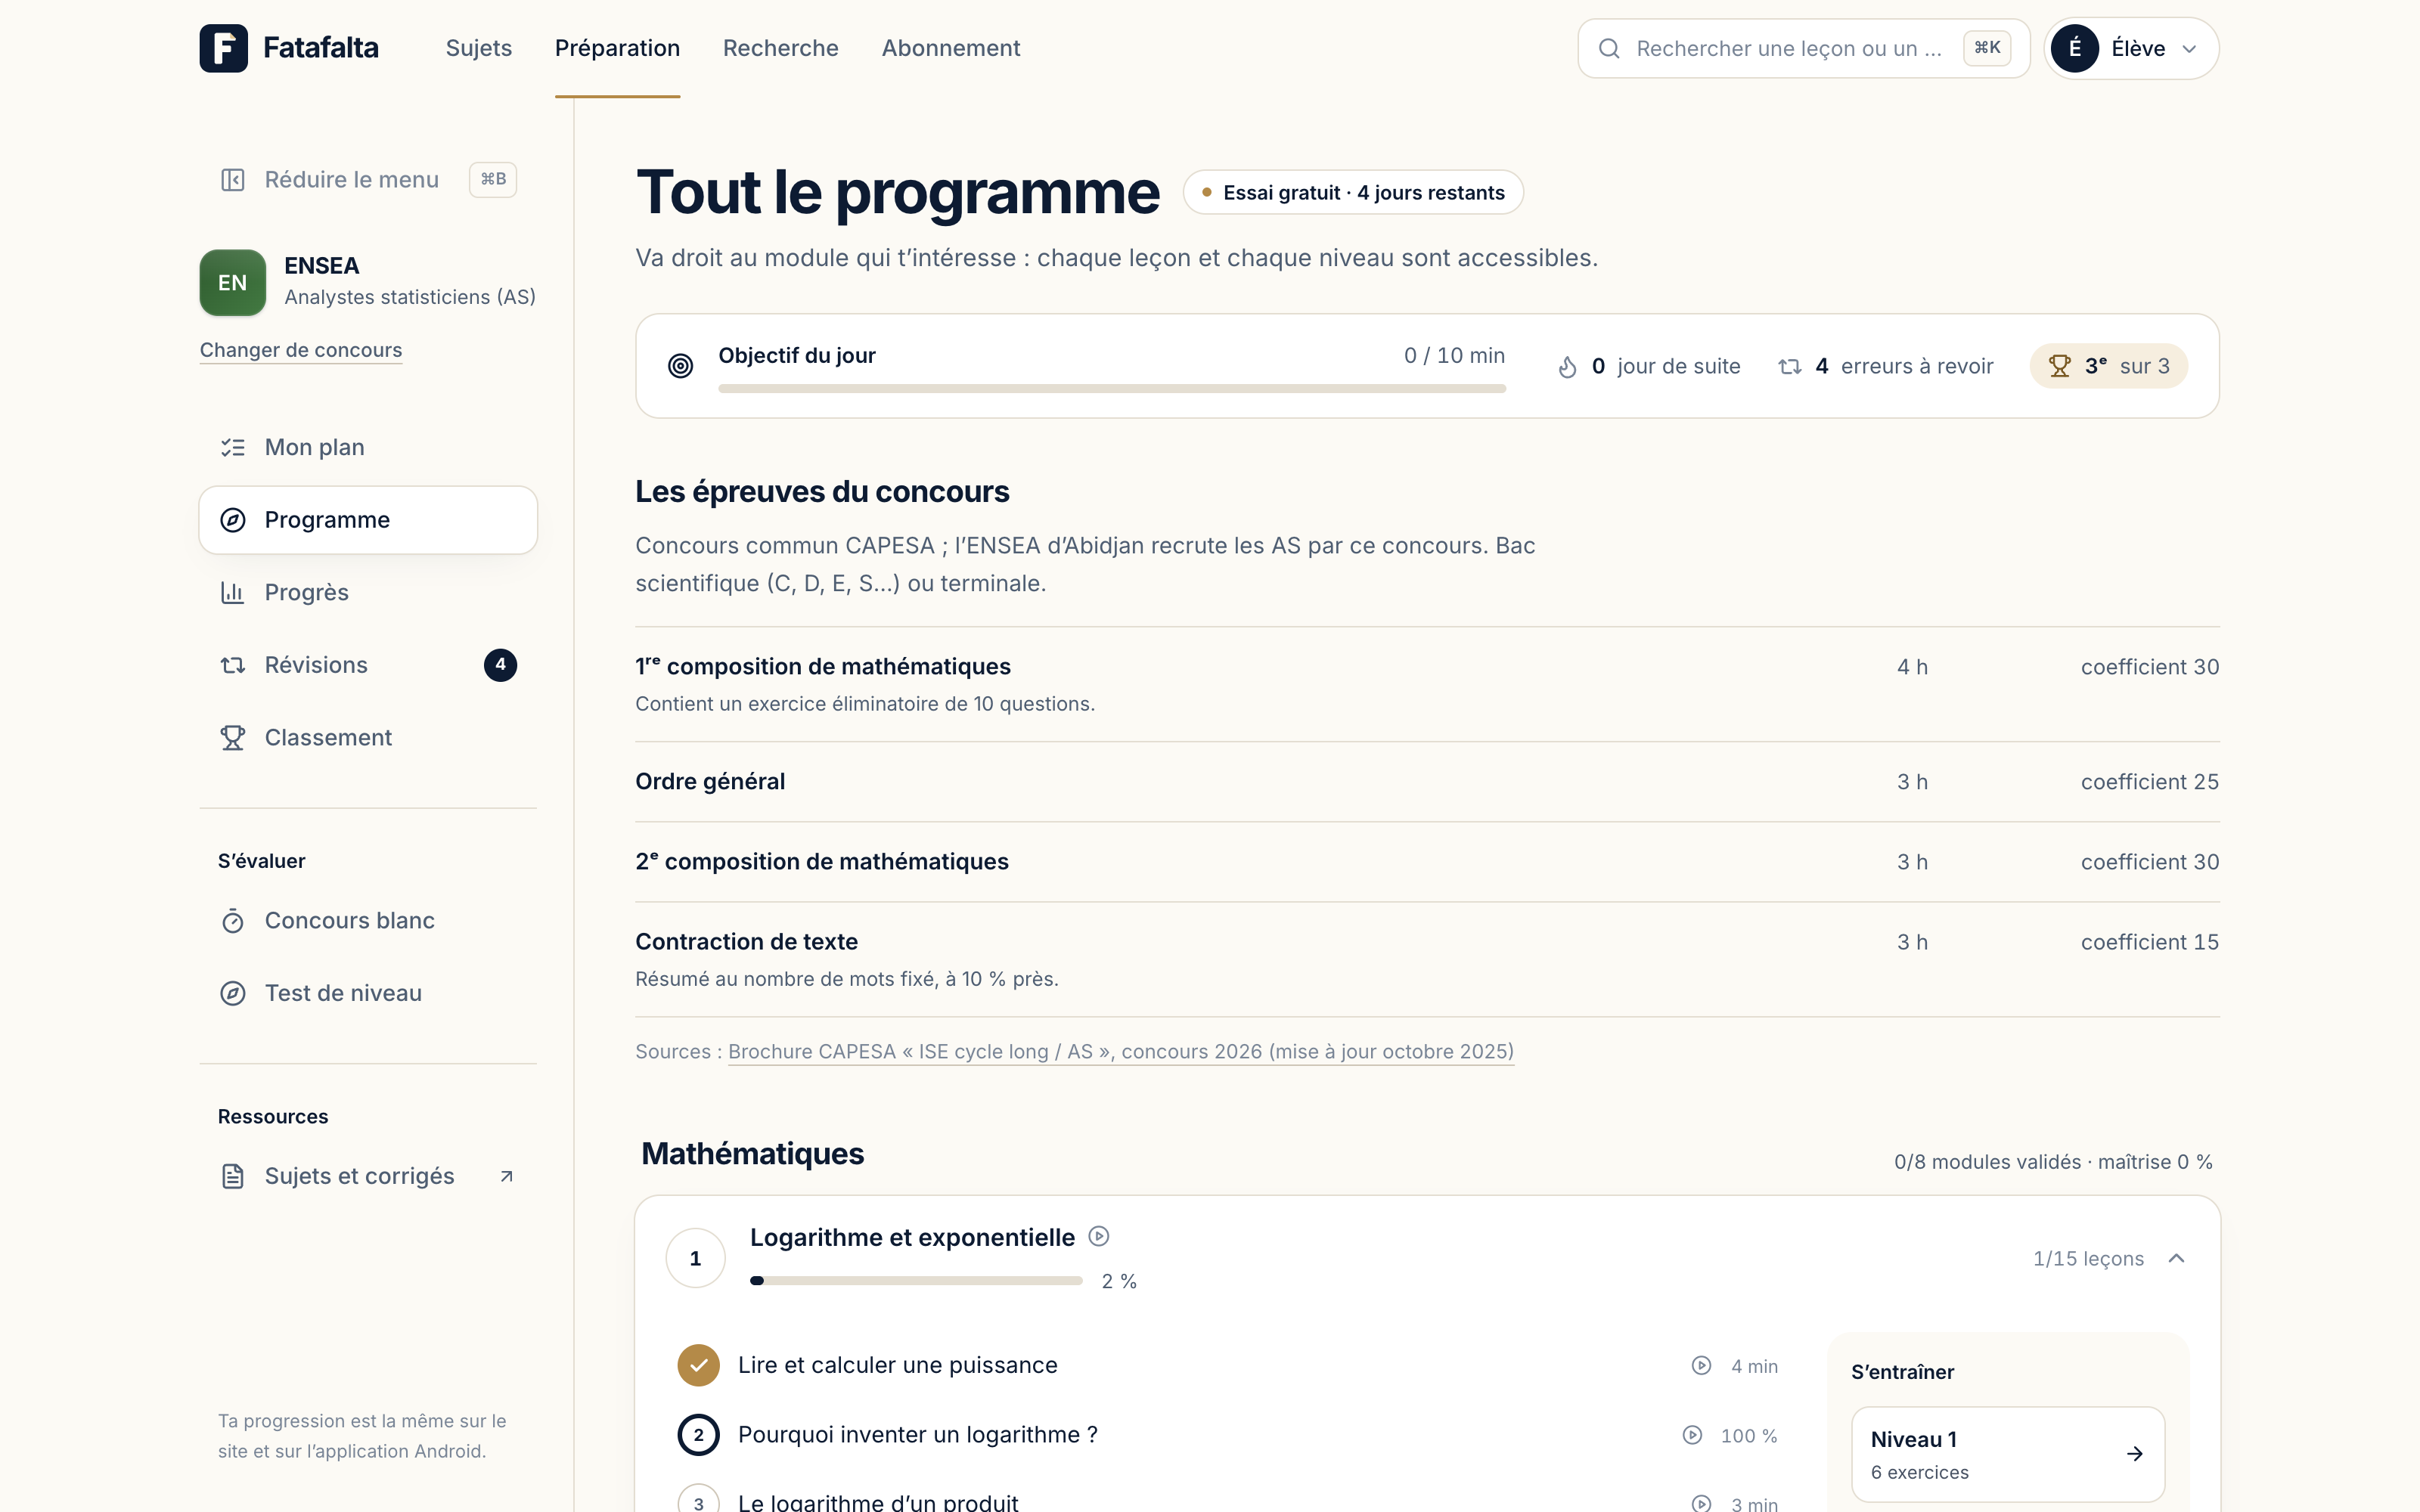 Fatafalta
Sujets
Préparation
Recherche
Abonnement
Rechercher une leçon ou un ...
⌘K
É
Élève
Réduire le menu
⌘B
EN
ENSEA
Analystes statisticiens (AS)
Changer de concours
Mon plan
Programme
Progrès
Révisions
4
Classement
S’évaluer
Concours blanc
Test de niveau
Ressources
Sujets et corrigés
Ta progression est la même sur le
site et sur l’application Android.
Tout le programme
Essai gratuit · 4 jours restants
Va droit au module qui t’intéresse : chaque leçon et chaque niveau sont accessibles.
Objectif du jour
0 / 10 min
0 jour de suite
4 erreurs à revoir
3ᵉ sur 3
Les épreuves du concours
Concours commun CAPESA ; l’ENSEA d’Abidjan recrute les AS par ce concours. Bac
scientifique (C, D, E, S…) ou terminale.
1ʳᵉ composition de mathématiques
4 h
coefficient 30
Contient un exercice éliminatoire de 10 questions.
Ordre général
3 h
coefficient 25
2ᵉ composition de mathématiques
3 h
coefficient 30
Contraction de texte
3 h
coefficient 15
Résumé au nombre de mots fixé, à 10 % près.
Sources : Brochure CAPESA « ISE cycle long / AS », concours 2026 (mise à jour octobre 2025)
Mathématiques
0/8 modules validés · maîtrise 0 %
1
Logarithme et exponentielle
2 %
1/15 leçons
Lire et calculer une puissance
4 min
2
Pourquoi inventer un logarithme ?
100 %
3
Le logarithme d’un produit
3 min
S’entraîner
Niveau 1
6 exercices